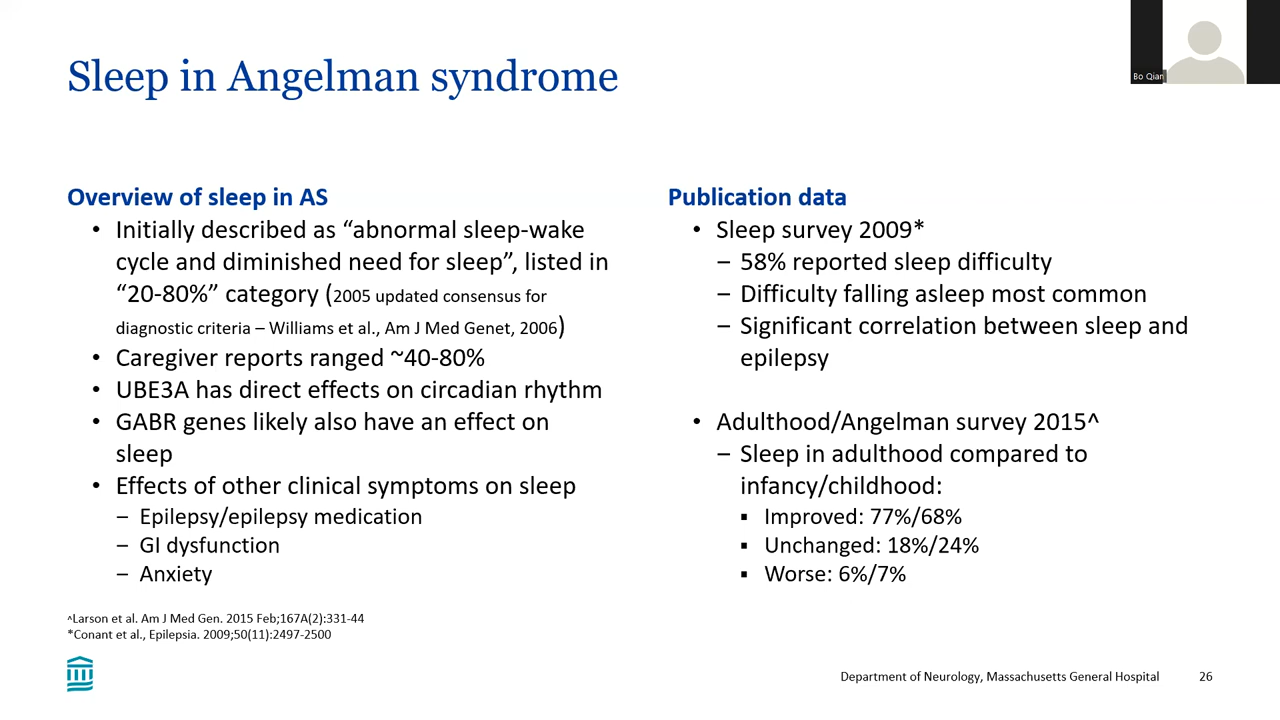 Sleep in Angelman syndrome
Bo Qian
Overview of sleep in AS
• Initially described as “abnormal sleep-wake
cycle and diminished need for sleep”, listed in
“20-80%” category (2005 updated consensus for
diagnostic criteria – Williams et al., Am J Med Genet, 2006)
• Caregiver reports ranged ~40-80%
• UBE3A has direct effects on circadian rhythm
• GABR genes likely also have an effect on
sleep
• Effects of other clinical symptoms on sleep
– Epilepsy/epilepsy medication
– GI dysfunction
– Anxiety
Publication data
• Sleep survey 2009*
– 58% reported sleep difficulty
– Difficulty falling asleep most common
– Significant correlation between sleep and
epilepsy
• Adulthood/Angelman survey 2015^
– Sleep in adulthood compared to
infancy/childhood:
▪ Improved: 77%/68%
▪ Unchanged: 18%/24%
▪ Worse: 6%/7%
^Larson et al. Am J Med Gen. 2015 Feb;167A(2):331-44
*Conant et al., Epilepsia. 2009;50(11):2497-2500
Department of Neurology, Massachusetts General Hospital
26